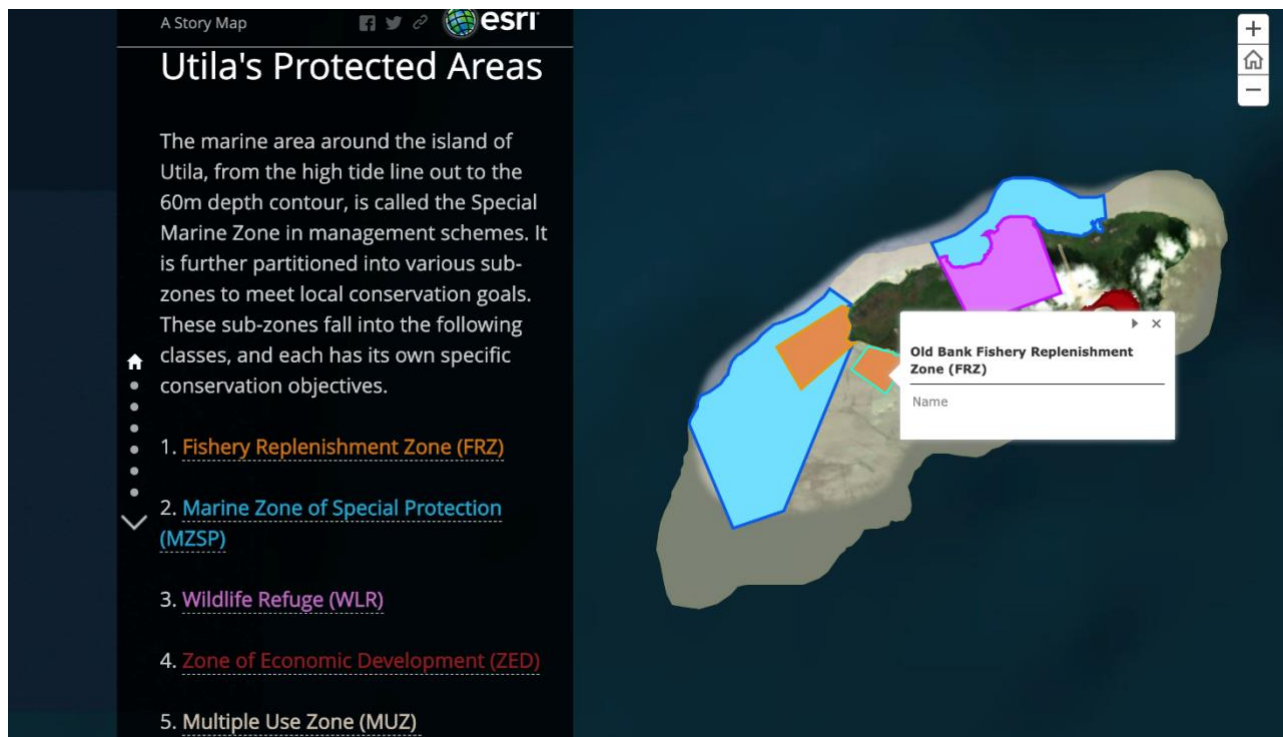 A Story Map
esri
Utila's Protected Areas
The marine area around the island of
Utila, from the high tide line out to the
60m depth contour, is called the Special
Marine Zone in management schemes. It
is further partitioned into various sub-
zones to meet local conservation goals.
These sub-zones fall into the following
classes, and each has its own specific
conservation objectives.
1. Fishery Replenishment Zone (FRZ)
2. Marine Zone of Special Protection
(MZSP)
3. Wildlife Refuge (WLR)
4. Zone of Economic Development (ZED)
5. Multiple Use Zone (MUZ)
Old Bank Fishery Replenishment
Zone (FRZ)
Name